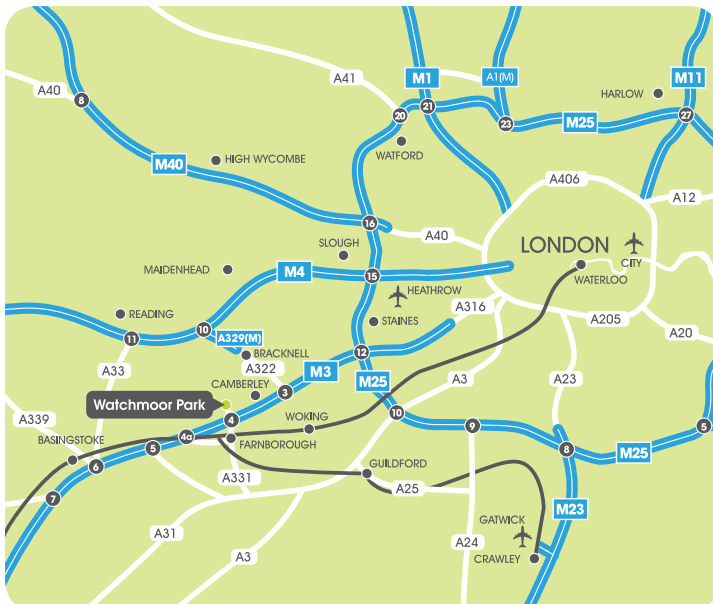 M1
A1(M)
M11
A41
A40
8
HARLOW
20
21
23
M25
27
WATFORD
M40
HIGH WYCOMBE
A406
A12
16
A40
SLOUGH
LONDON
CITY
MAIDENHEAD
M4
15
WATERLOO
HEATHROW
A316
READING
STAINES
A205
10
A329(M)
A20
11
BRACKNELL
12
A33
A322
M3
M25
A3
A23
CAMBERLEY
3
Watchmoor Park
4
10
A339
WOKING
9
5
BASINGSTOKE
4a
FARNBOROUGH
5
8
M25
6
GUILDFORD
A331
A25
7
M23
GATWICK
A31
A24
A3
CRAWLEY